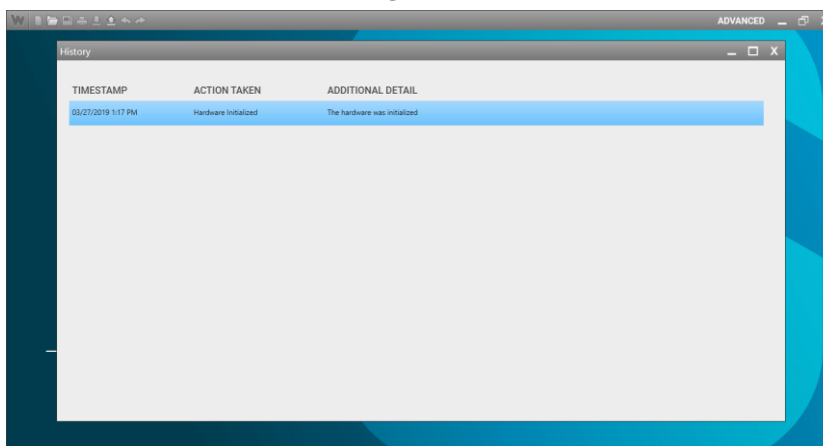 W ADVANCED
History X
TIMESTAMP ACTION TAKEN ADDITIONAL DETAIL
03/27/2019 1:17 PM Hardware Initialized The hardware was initialized